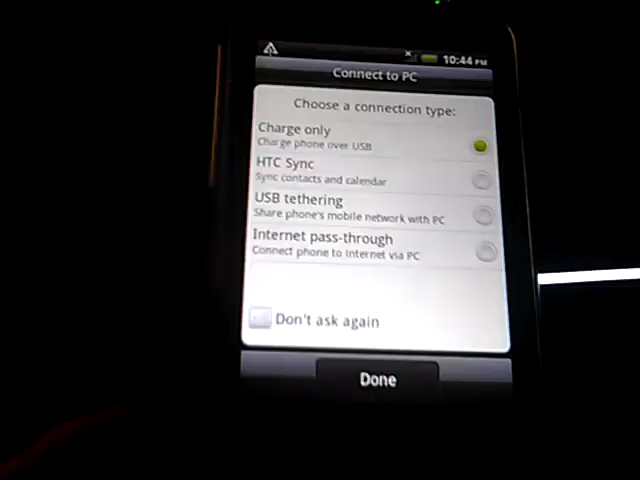 10:44 PM
Connect to PC
Choose a connection type:
Charge only
Charge phone over USB
HTC Sync
Sync contacts and calendar
USB tethering
Share phone's mobile network with PC
Internet pass-through
Connect phone to Internet via PC
Don't ask again
Done